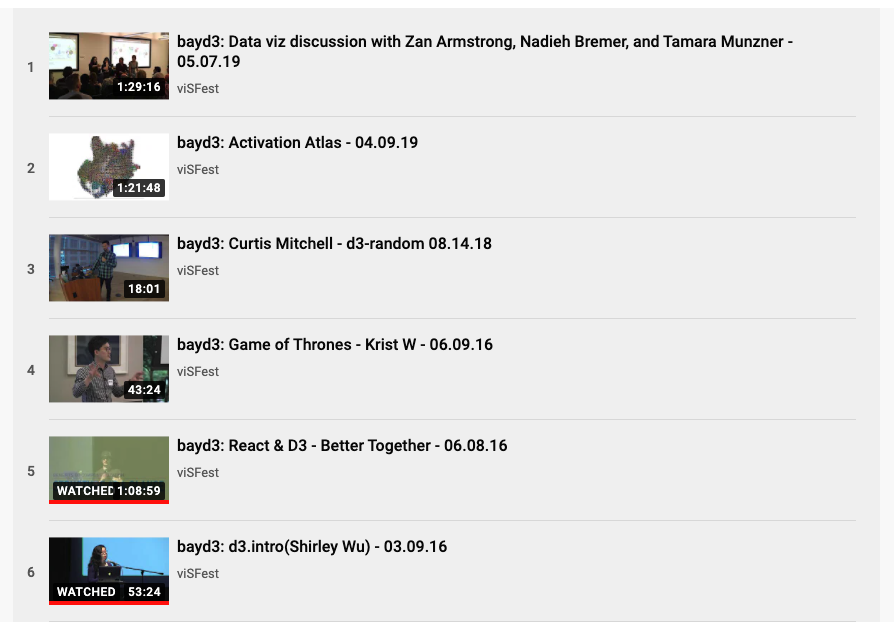 1
1:29:16
bayd3: Data viz discussion with Zan Armstrong, Nadieh Bremer, and Tamara Munzner -
05.07.19
viSFest
2
1:21:48
bayd3: Activation Atlas - 04.09.19
viSFest
3
18:01
bayd3: Curtis Mitchell - d3-random 08.14.18
viSFest
4
43:24
bayd3: Game of Thrones - Krist W - 06.09.16
viSFest
5
WATCHED 1:08:59
bayd3: React & D3 - Better Together - 06.08.16
viSFest
6
WATCHED 53:24
bayd3: d3.intro(Shirley Wu) - 03.09.16
viSFest